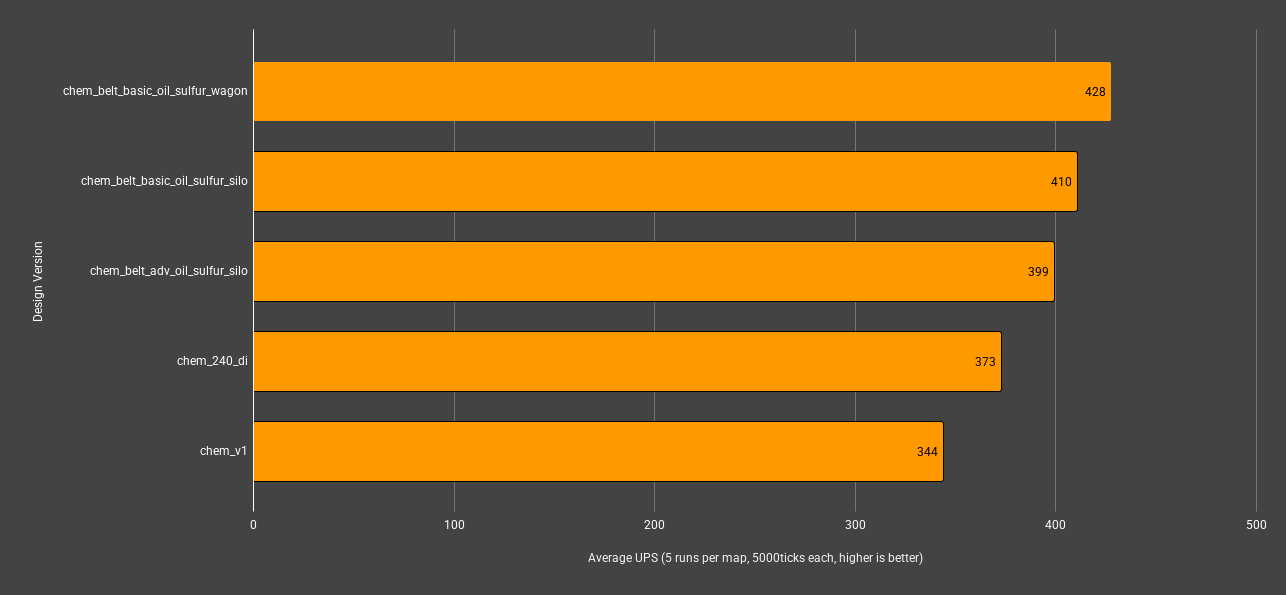 chem_belt_basic_oil_sulfur_wagon
428
chem_belt_basic_oil_sulfur_silo
410
chem_belt_adv_oil_sulfur_silo
399
chem_240_di
373
chem_v1
344
Design Version
0 100 200 300 400 500
Average UPS (5 runs per map, 5000ticks each, higher is better)